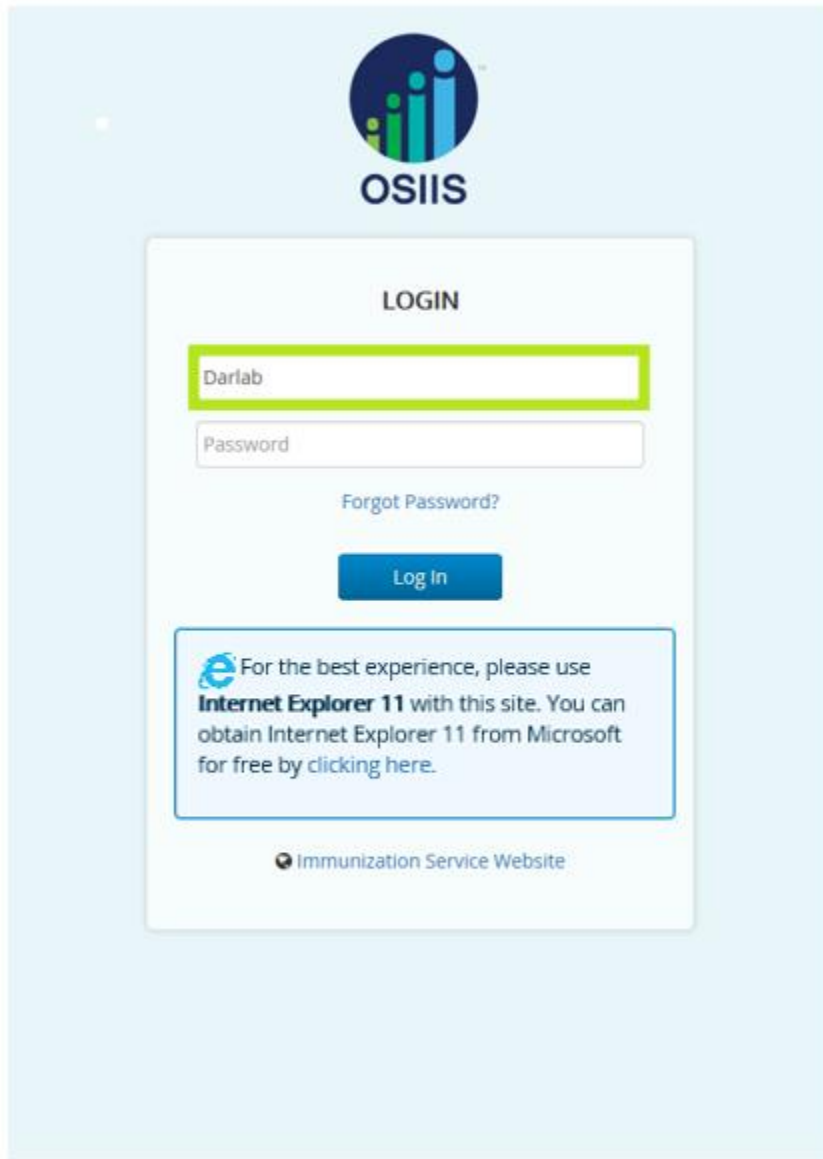 OSIIS
LOGIN
Darlab
Password
Forgot Password?
Log In
For the best experience, please use
Internet Explorer 11 with this site. You can
obtain Internet Explorer 11 from Microsoft
for free by clicking here.
Immunization Service Website